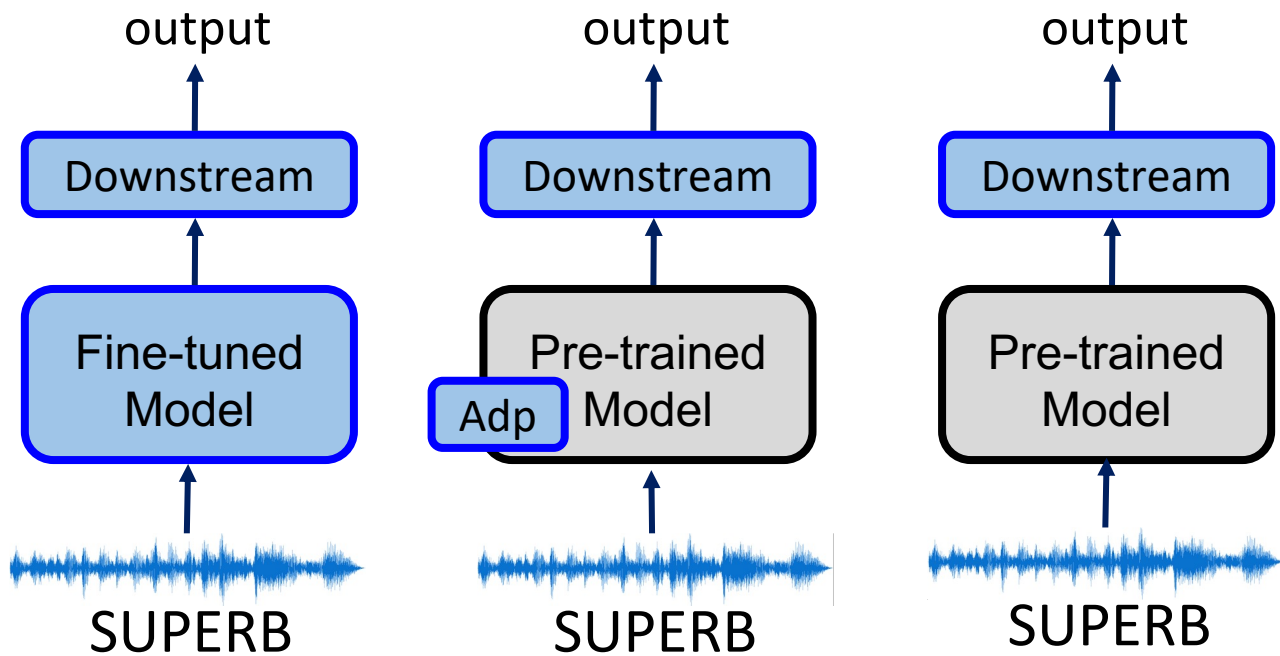 output
Downstream
Fine-tuned
Model
SUPERB
output
Downstream
Pre-trained
Model
Adp
SUPERB
output
Downstream
Pre-trained
Model
SUPERB